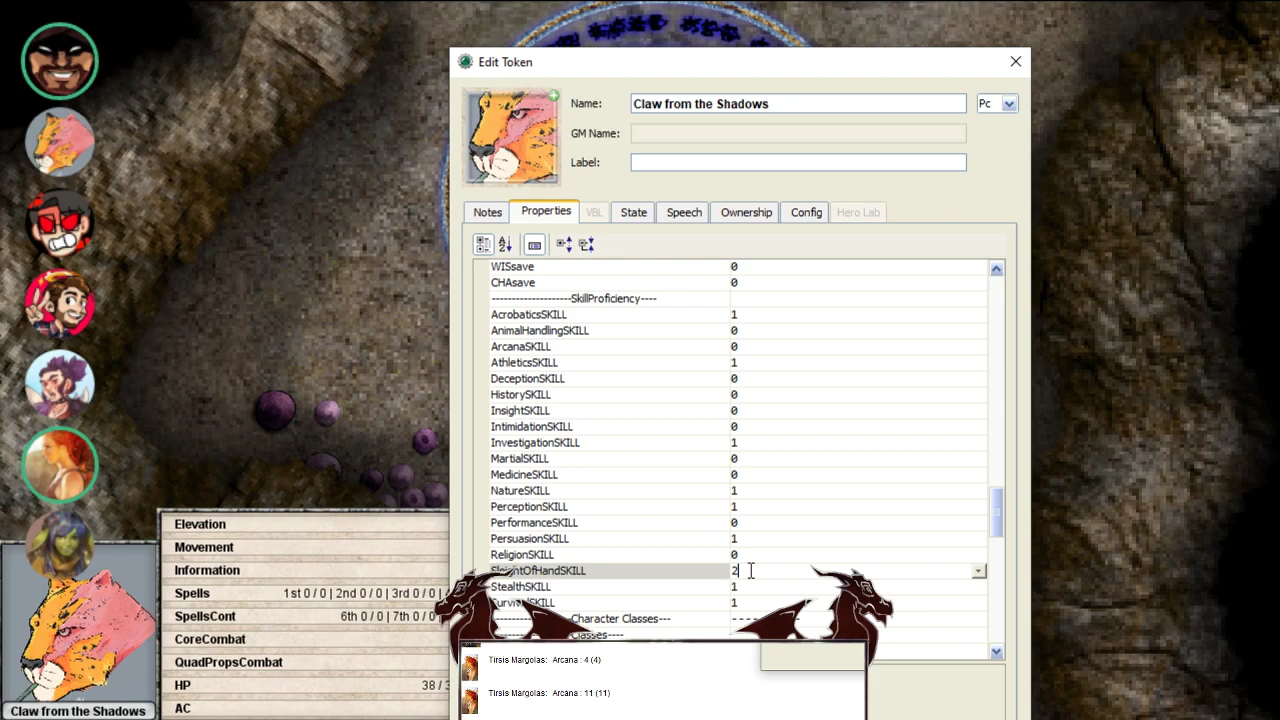 Edit Token
Name: Claw from the Shadows Pc
GM Name:
Label:
Notes Properties VBL State Speech Ownership Config Hero Lab
WISsave 0
CHAsave 0
--------------------SkillProficiency----
AcrobaticsSKILL 1
AnimalHandlingSKILL 0
ArcanaSKILL 0
AthleticsSKILL 1
DeceptionSKILL 0
HistorySKILL 0
InsightSKILL 0
IntimidationSKILL 0
InvestigationSKILL 1
MartialSKILL 0
MedicineSKILL 0
NatureSKILL 1
PerceptionSKILL 1
PerformanceSKILL 0
PersuasionSKILL 1
ReligionSKILL 0
SleightOfHandSKILL 2
StealthSKILL 1
SurvivalSKILL 1
Character Classes---
Classes----
Elevation
Movement
Information
Spells 1st 0 / 0 | 2nd 0 / 0 | 3rd 0 / 0 |
SpellsCont 6th 0 / 0 | 7th 0 / 0
CoreCombat
QuadPropsCombat
HP 38 / 3
AC
Claw from the Shadows
Tirsis Margolas: Arcana : 4 (4)
Tirsis Margolas: Arcana : 11 (11)